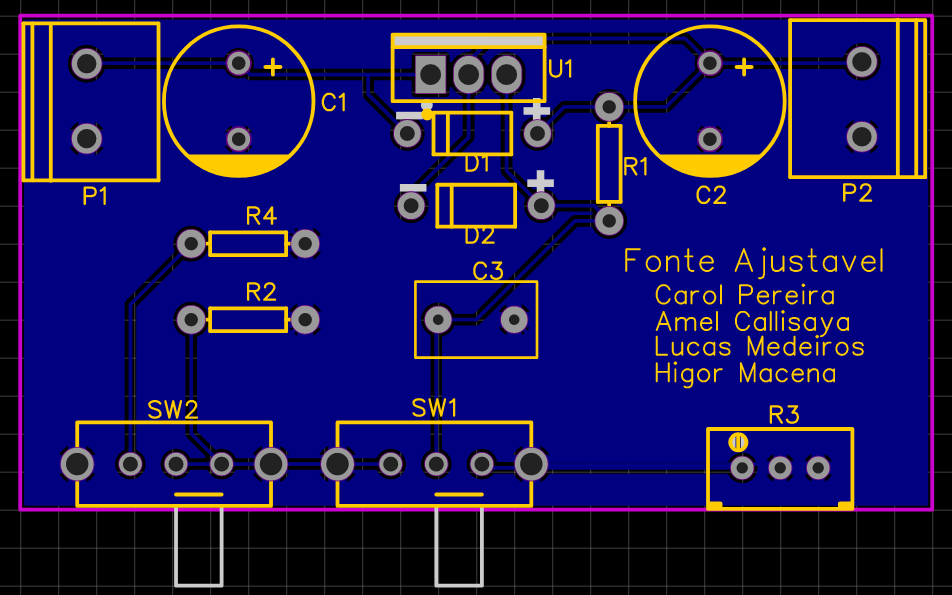 U1
C1
D1
R1
P1
C2
P2
D2
R4
C3
R2
Fonte Ajustavel
Carol Pereira
Amel Callisaya
Lucas Medeiros
Higor Macena
SW2
SW1
R3